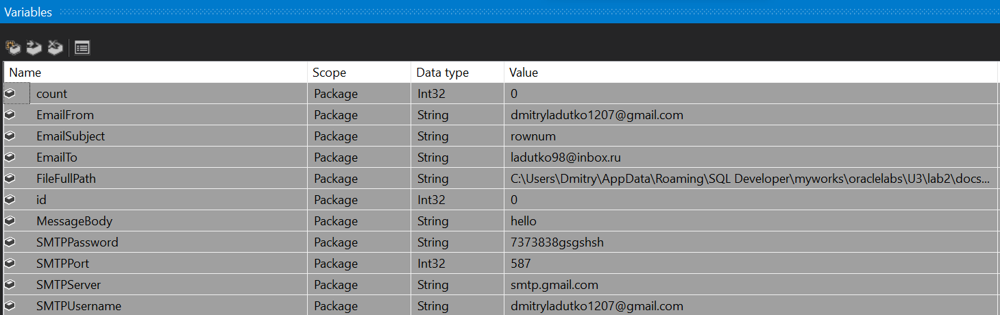 Variables
Name Scope Data type Value
count Package Int32 0
EmailFrom Package String dmitryladutko1207@gmail.com
EmailSubject Package String rownum
EmailTo Package String ladutko98@inbox.ru
FileFullPath Package String C:\Users\Dmitry\AppData\Roaming\SQL Developer\myworks\oraclelabs\U3\lab2\docs...
id Package Int32 0
MessageBody Package String hello
SMTPPassword Package String 7373838gsgshsh
SMTPPort Package Int32 587
SMTPServer Package String smtp.gmail.com
SMTPUsername Package String dmitryladutko1207@gmail.com